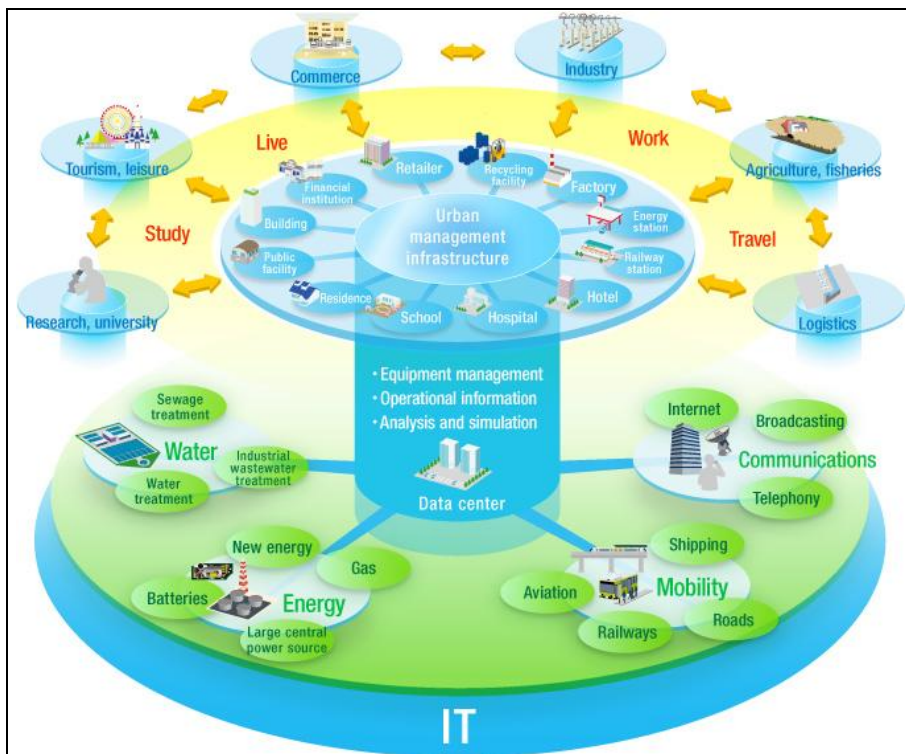 Commerce
Industry
Tourism, leisure
Live
Work
Agriculture, fisheries
Retailer
Recycling
facility
Financial
institution
Factory
Building
Urban
management
infrastructure
Energy
station
Study
Travel
Public
facility
Railway
station
Residence
Hotel
School
Hospital
Research, university
Logistics
• Equipment management
• Operational information
• Analysis and simulation
Data center
Sewage
treatment
Water
Industrial
wastewater
treatment
Water
treatment
Internet
Broadcasting
Communications
Telephony
New energy
Gas
Batteries
Energy
Large central
power source
Shipping
Aviation
Mobility
Railways
Roads
IT